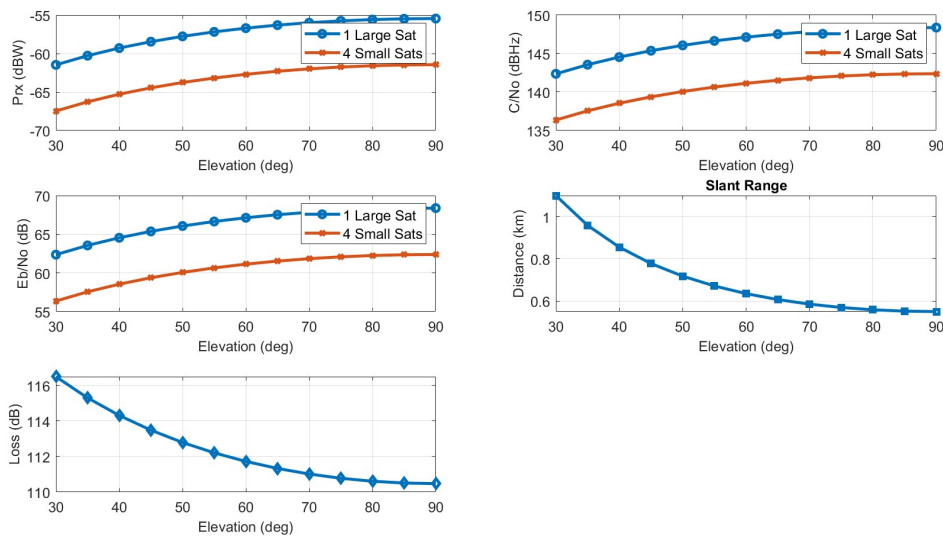 -55
-60
-65
-70
Prx (dBW)
1 Large Sat
4 Small Sats
30 40 50 60 70 80 90
Elevation (deg)
150
145
140
135
C/No (dBHz)
1 Large Sat
4 Small Sats
30 40 50 60 70 80 90
Elevation (deg)
70
65
60
55
Eb/No (dB)
1 Large Sat
4 Small Sats
30 40 50 60 70 80 90
Elevation (deg)
Slant Range
1
0.8
0.6
Distance (km)
30 40 50 60 70 80 90
Elevation (deg)
116
114
112
110
Loss (dB)
30 40 50 60 70 80 90
Elevation (deg)